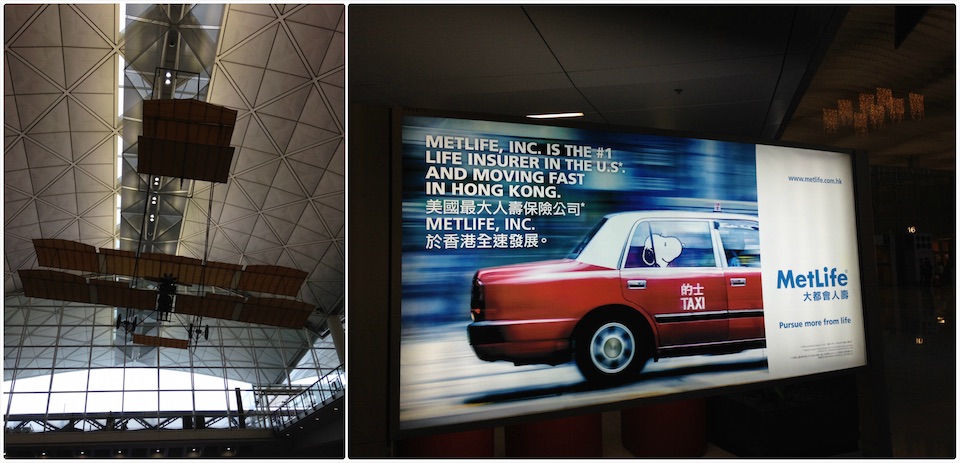 METLIFE, INC. IS THE #1
LIFE INSURER IN THE U.S*.
AND MOVING FAST
IN HONG KONG.
美國最大人壽保險公司*
METLIFE, INC.
於香港全速發展。
的士
TAXI
www.metlife.com.hk
MetLife®
大都會人壽
Pursue more from life
16